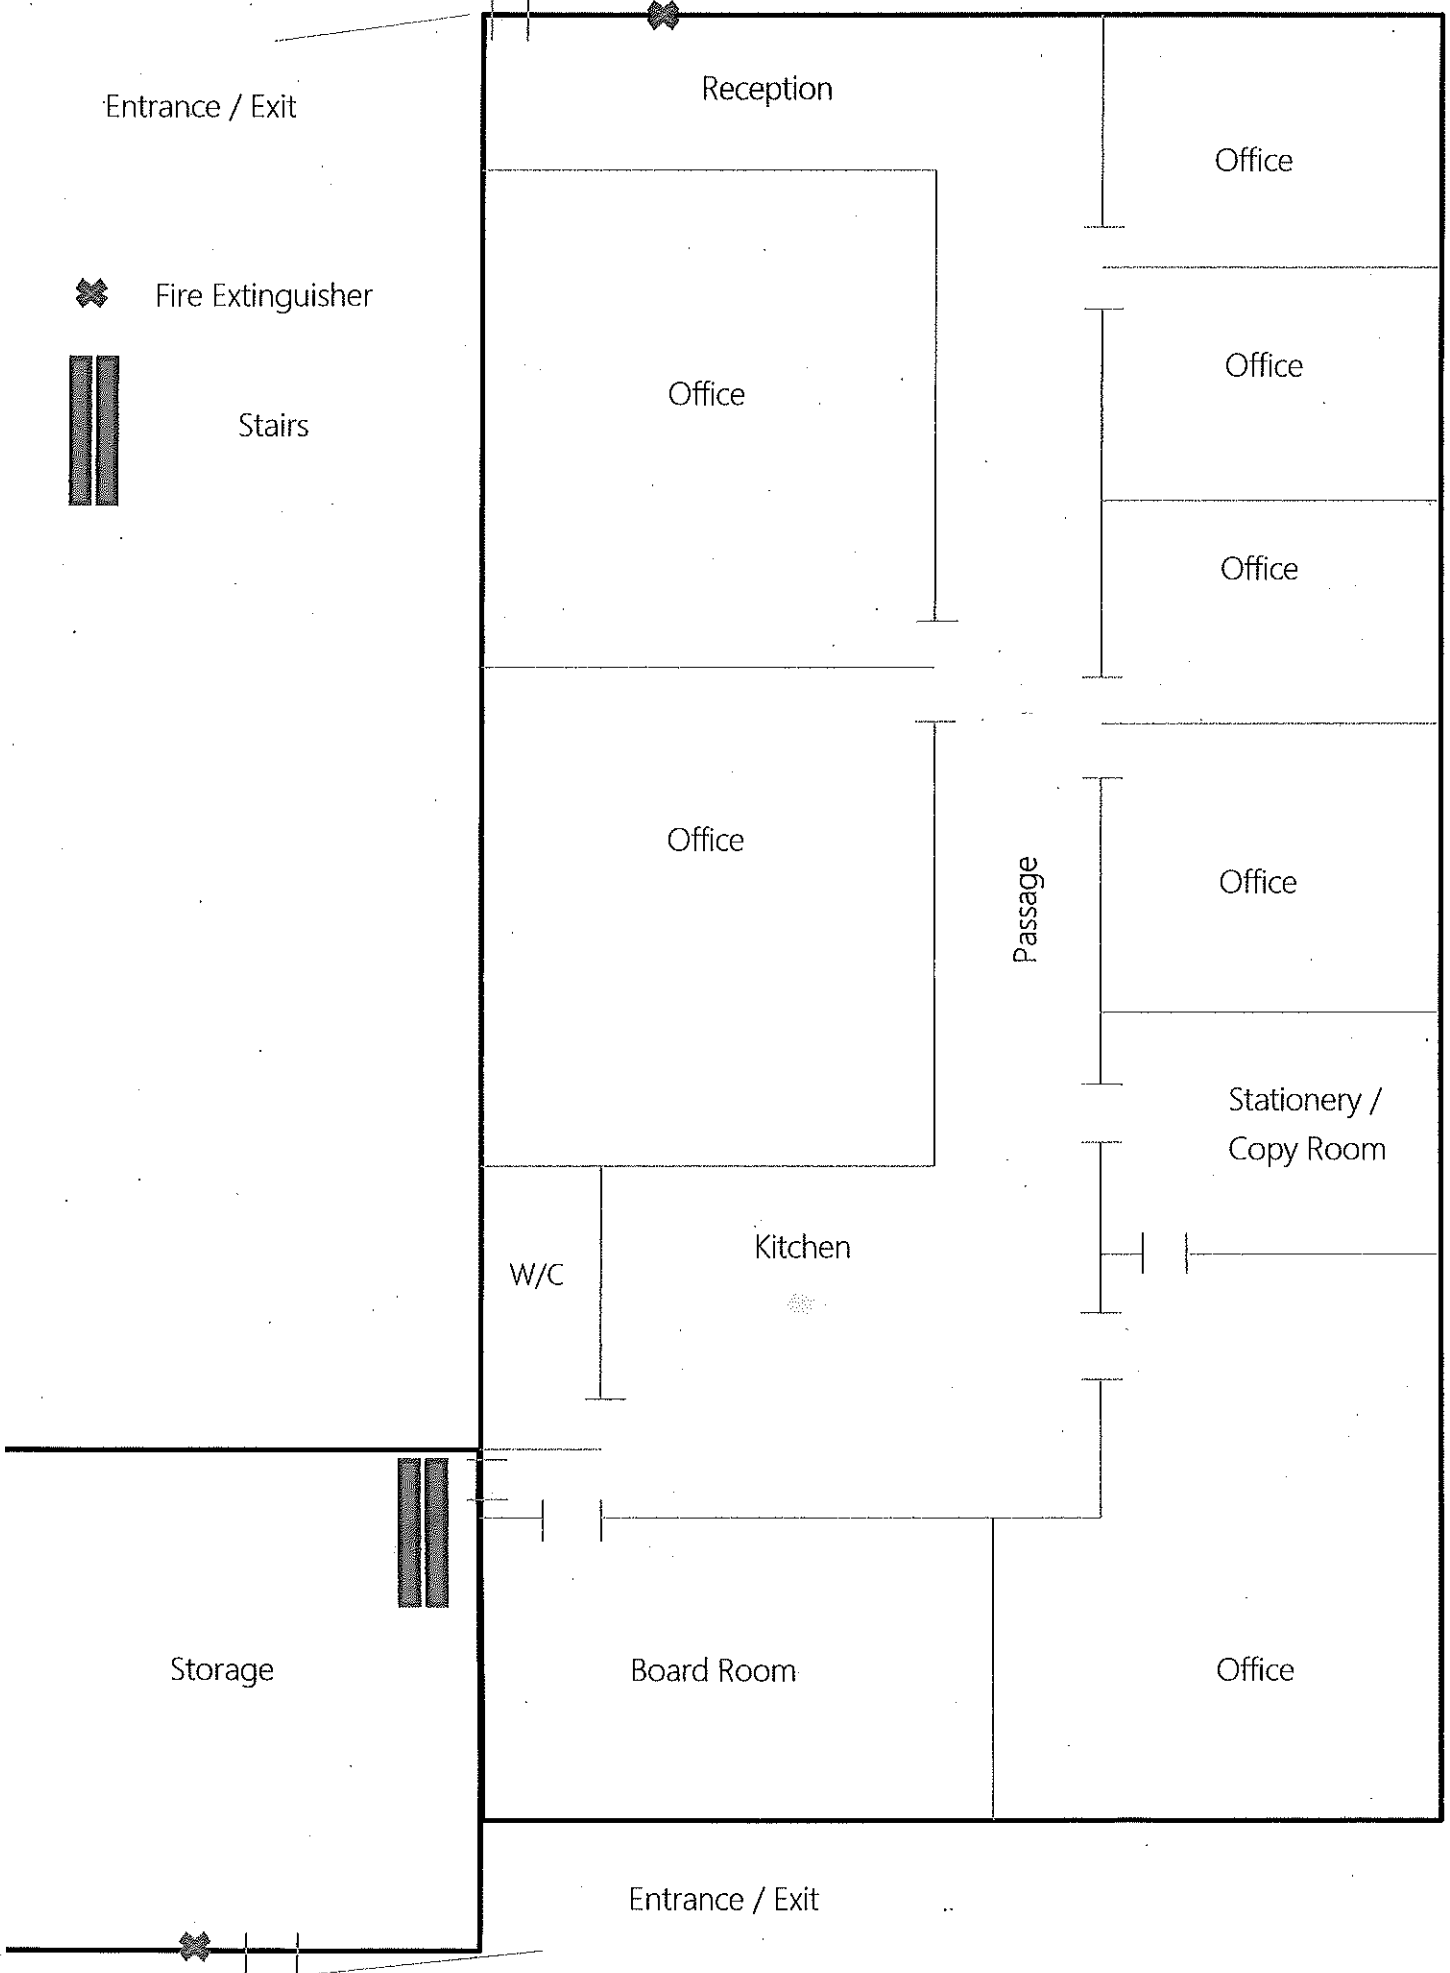 Reception
Entrance / Exit
Office
Fire Extinguisher
Office
Office
Stairs
Office
Office
Office
Passage
Stationery /
Copy Room
Kitchen
W/C
Storage
Board Room
Office
Entrance / Exit